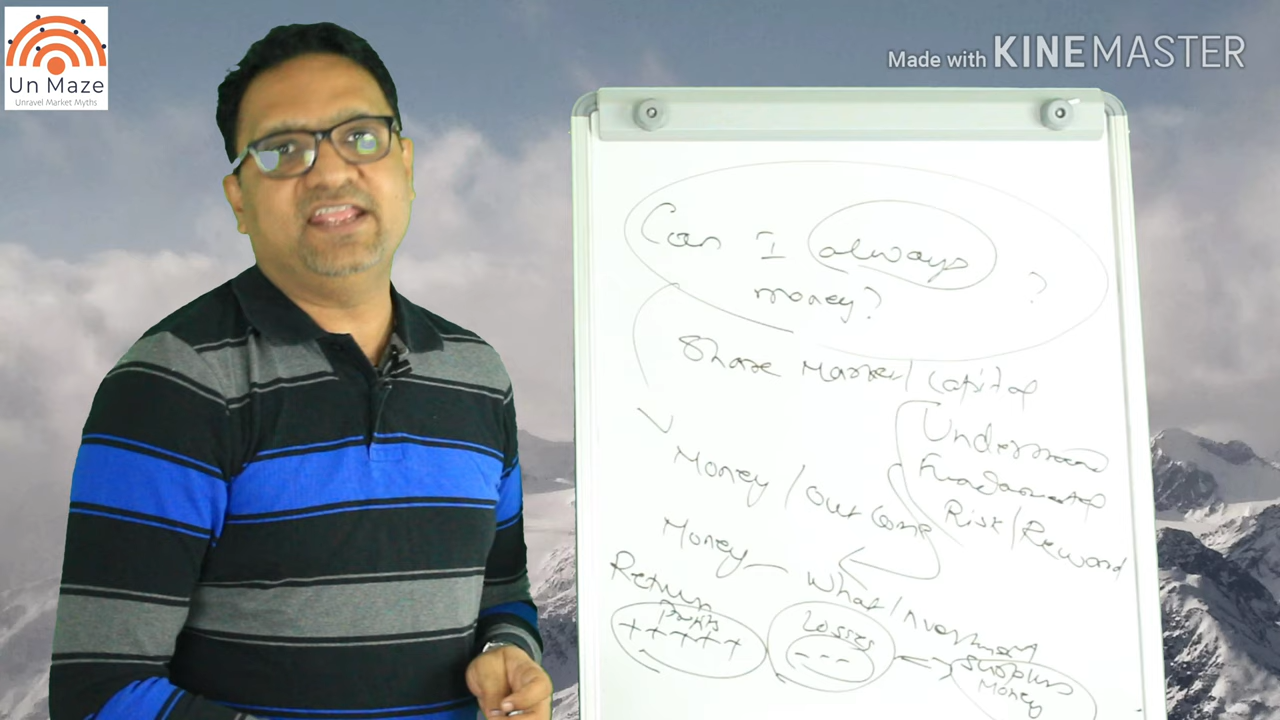 Un Maze
Unravel Market Myths
Made with KINEMASTER
Can I always
money? ?
Share Market / Capital
Understand
Fundamental
Money / Outcome
Risk / Reward
Money
What / Investment
Return
Profits
+ + + + +
Losses
- - -
Surplus
Money